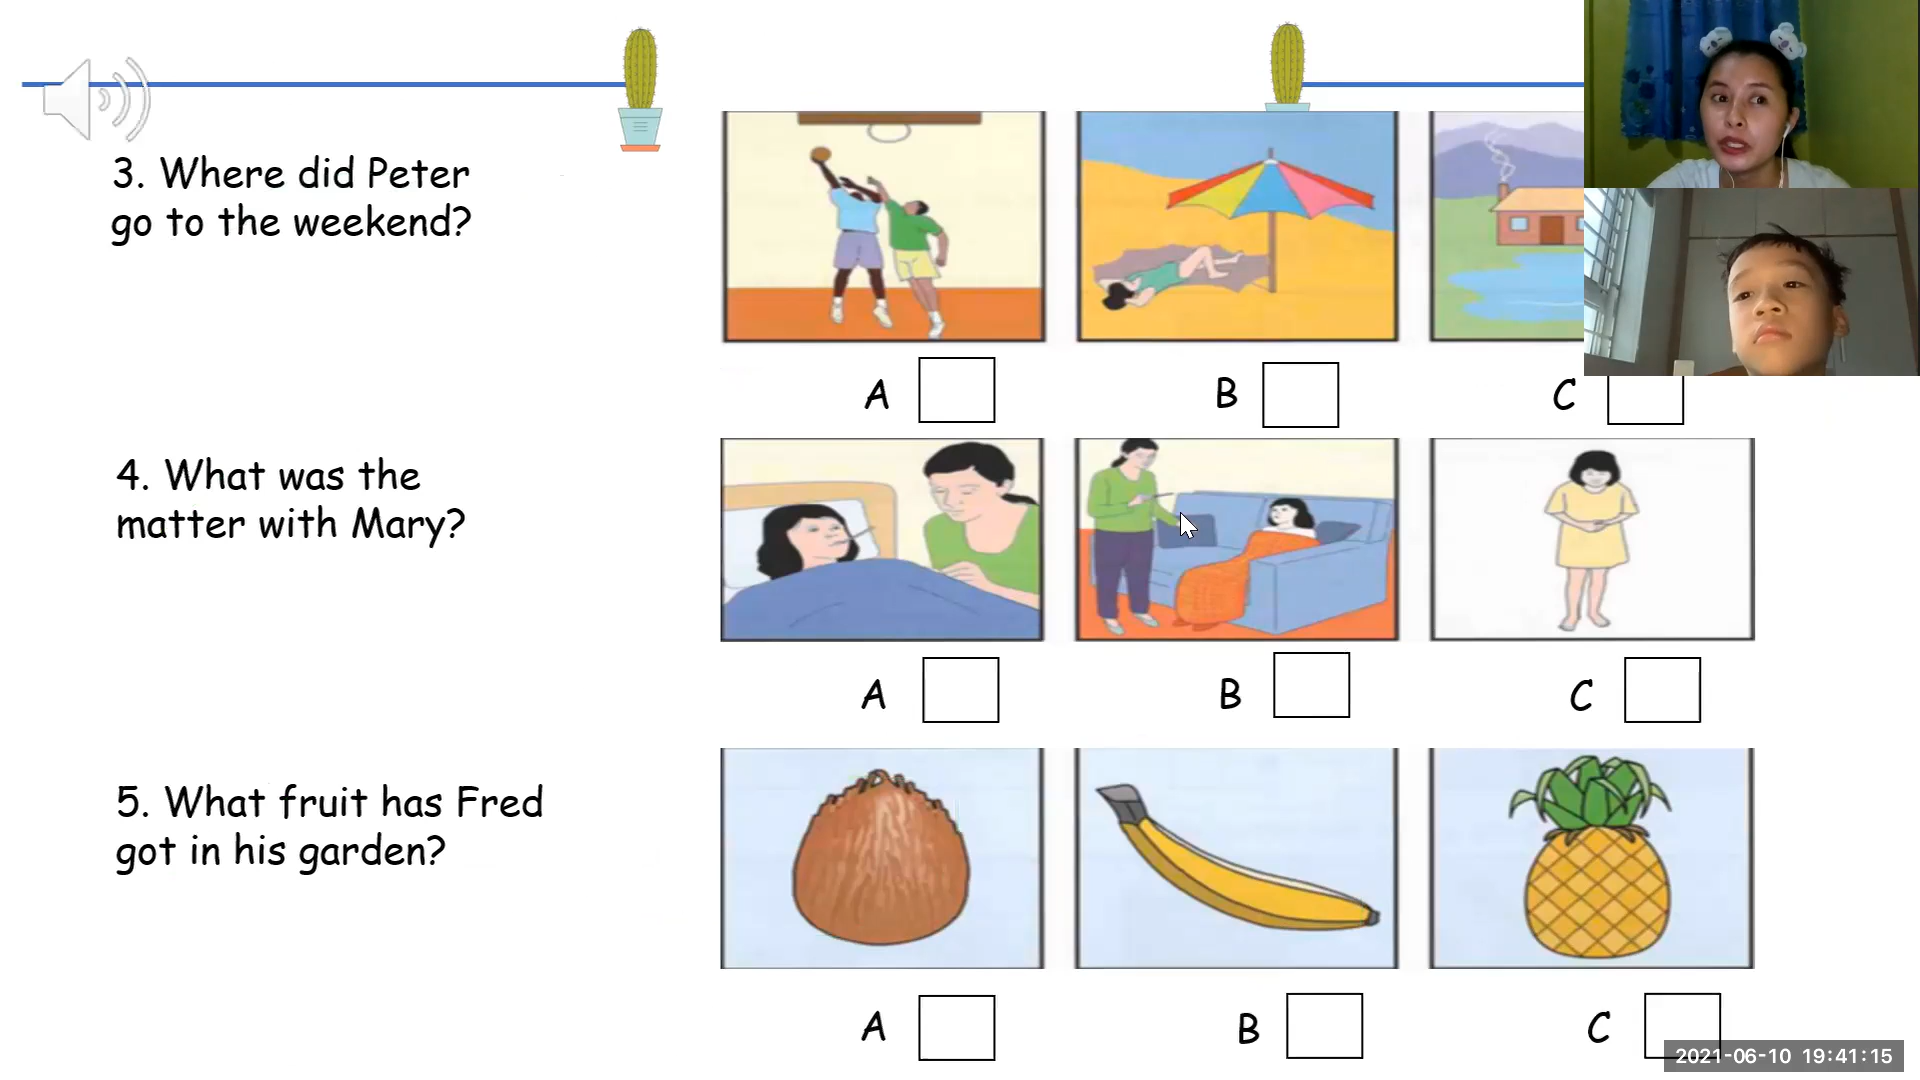 3. Where did Peter
go to the weekend?
A
B
C
4. What was the
matter with Mary?
A
B
C
5. What fruit has Fred
got in his garden?
A
B
C
2021-06-10 19:41:15